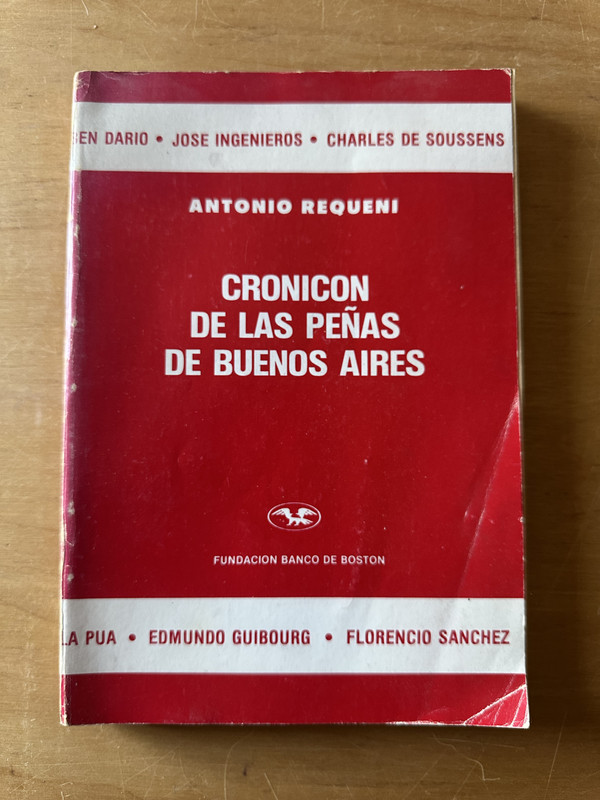 BEN DARIO • JOSE INGENIEROS • CHARLES DE SOUSSENS
ANTONIO REQUENI
CRONICON
DE LAS PEÑAS
DE BUENOS AIRES
FUNDACION BANCO DE BOSTON
LA PUA • EDMUNDO GUIBOURG • FLORENCIO SANCHEZ